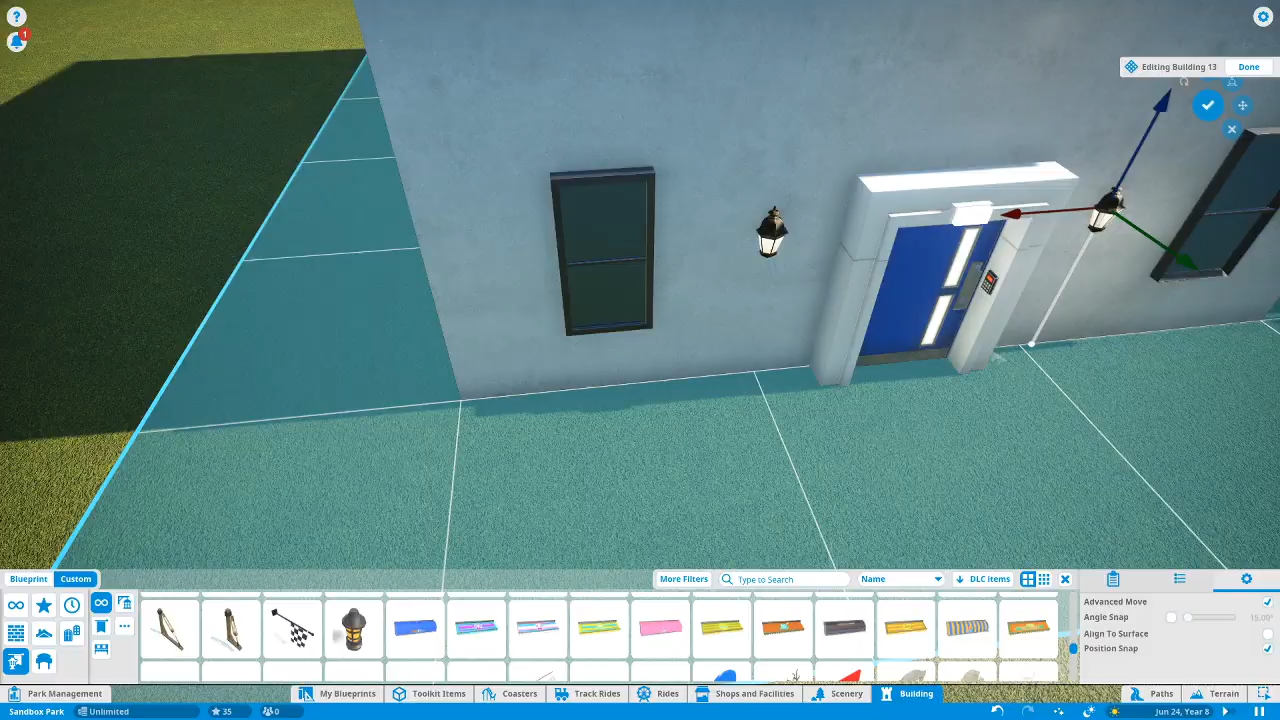 ?
1
Editing Building 13 Done
Blueprint Custom
More Filters Type to Search Name DLC items
Advanced Move
Angle Snap 15.00°
Align To Surface
Position Snap
Park Management My Blueprints Toolkit Items Coasters Track Rides Rides Shops and Facilities Scenery Building Paths Terrain
Sandbox Park Unlimited 35 0 Jun 24, Year 8